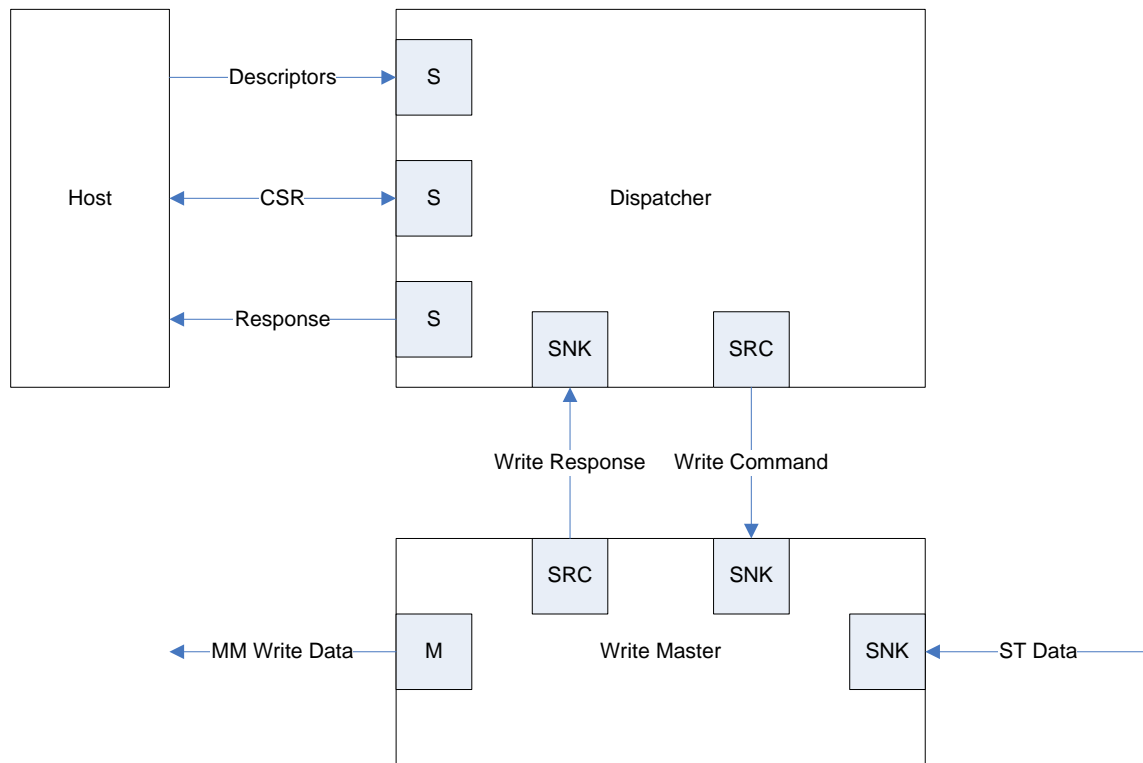 Descriptors
S
Host
CSR
S
Dispatcher
Response
S
SNK
SRC
Write Response
Write Command
SRC
SNK
MM Write Data
M
Write Master
SNK
ST Data